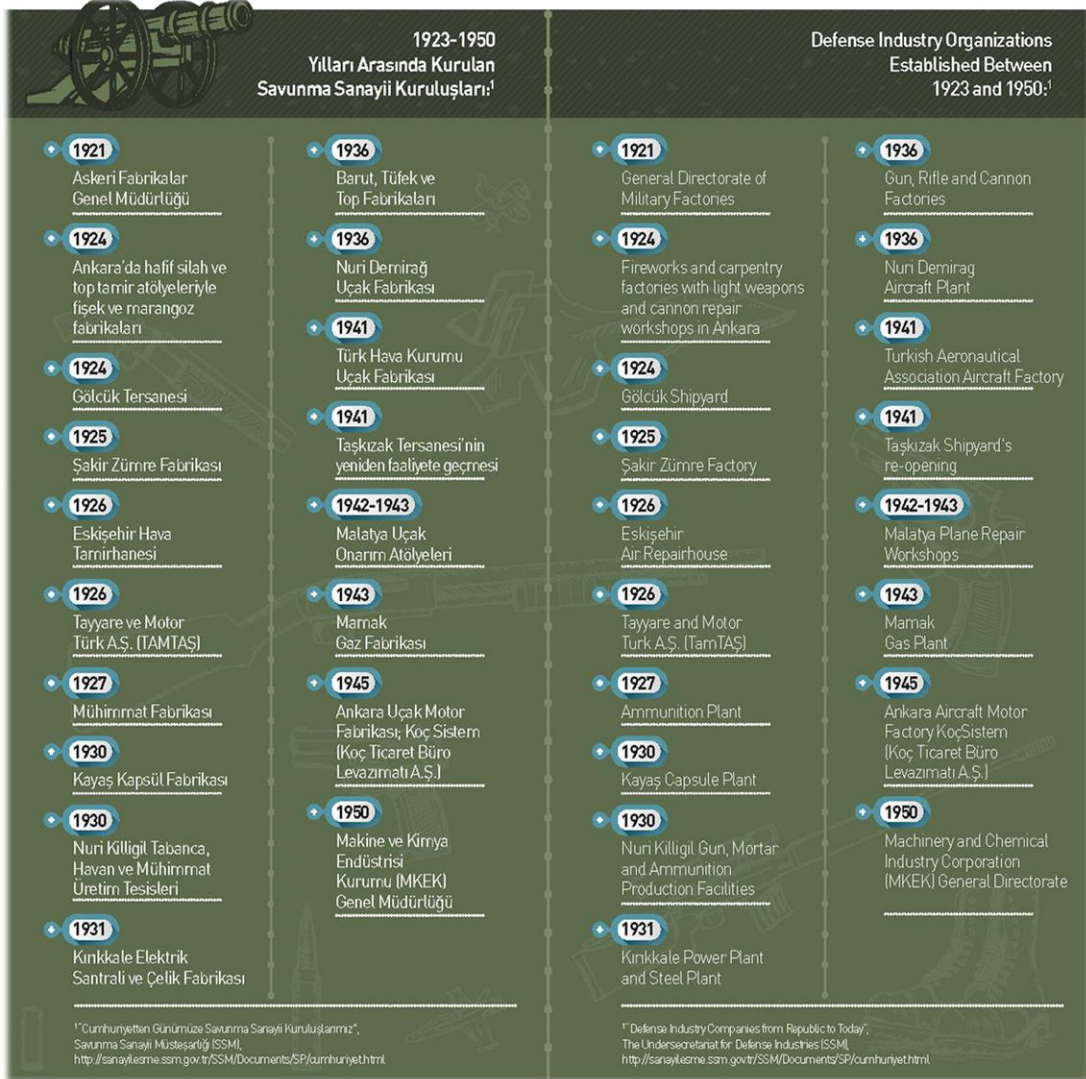 1923-1950
Yılları Arasında Kurulan
Savunma Sanayii Kuruluşları:¹
1921
Askeri Fabrikalar
Genel Müdürlüğü
1924
Ankara'da hafif silah ve
top tamir atölyeleriyle
fişek ve marangoz
fabrikaları
1924
Gölcük Tersanesi
1925
Şakir Zümre Fabrikası
1926
Eskişehir Hava
Tamirhanesi
1926
Tayyare ve Motor
Türk A.Ş. (TAMTAŞ)
1927
Mühimmat Fabrikası
1930
Kayaş Kapsül Fabrikası
1930
Nuri Killigil Tabanca,
Havan ve Mühimmat
Üretim Tesisleri
1931
Kırıkkale Elektrik
Santrali ve Çelik Fabrikası
1936
Barut, Tüfek ve
Top Fabrikaları
1936
Nuri Demirağ
Uçak Fabrikası
1941
Türk Hava Kurumu
Uçak Fabrikası
1941
Taşkızak Tersanesi'nin
yeniden faaliyete geçmesi
1942-1943
Malatya Uçak
Onarım Atölyeleri
1943
Mamak
Gaz Fabrikası
1945
Ankara Uçak Motor
Fabrikası; Koç Sistem
(Koç Ticaret Büro
Levazımatı A.Ş.)
1950
Makine ve Kimya
Endüstrisi
Kurumu (MKEK)
Genel Müdürlüğü
¹"Cumhuriyetten Günümüze Savunma Sanayii Kuruluşlarımız",
Savunma Sanayii Müsteşarlığı (SSM),
http://sanayilesme.ssm.gov.tr/SSM/Documents/SP/cumhuriyet.html
Defense Industry Organizations
Established Between
1923 and 1950:¹
1921
General Directorate of
Military Factories
1924
Fireworks and carpentry
factories with light weapons
and cannon repair
workshops in Ankara
1924
Gölcük Shipyard
1925
Şakir Zümre Factory
1926
Eskişehir
Air Repairhouse
1926
Tayyare and Motor
Turk A.Ş. (TamTAŞ)
1927
Ammunition Plant
1930
Kayaş Capsule Plant
1930
Nuri Killigil Gun, Mortar
and Ammunition
Production Facilities
1931
Kırıkkale Power Plant
and Steel Plant
1936
Gun, Rifle and Cannon
Factories
1936
Nuri Demirag
Aircraft Plant
1941
Turkish Aeronautical
Association Aircraft Factory
1941
Taşkızak Shipyard's
re-opening
1942-1943
Malatya Plane Repair
Workshops
1943
Mamak
Gas Plant
1945
Ankara Aircraft Motor
Factory KoçSistem
(Koç Ticaret Büro
Levazımatı A.Ş.)
1950
Machinery and Chemical
Industry Corporation
(MKEK) General Directorate
¹"Defense Industry Companies from Republic to Today",
The Undersecretariat for Defense Industries (SSM),
http://sanayilesme.ssm.gov.tr/SSM/Documents/SP/cumhuriyet.html